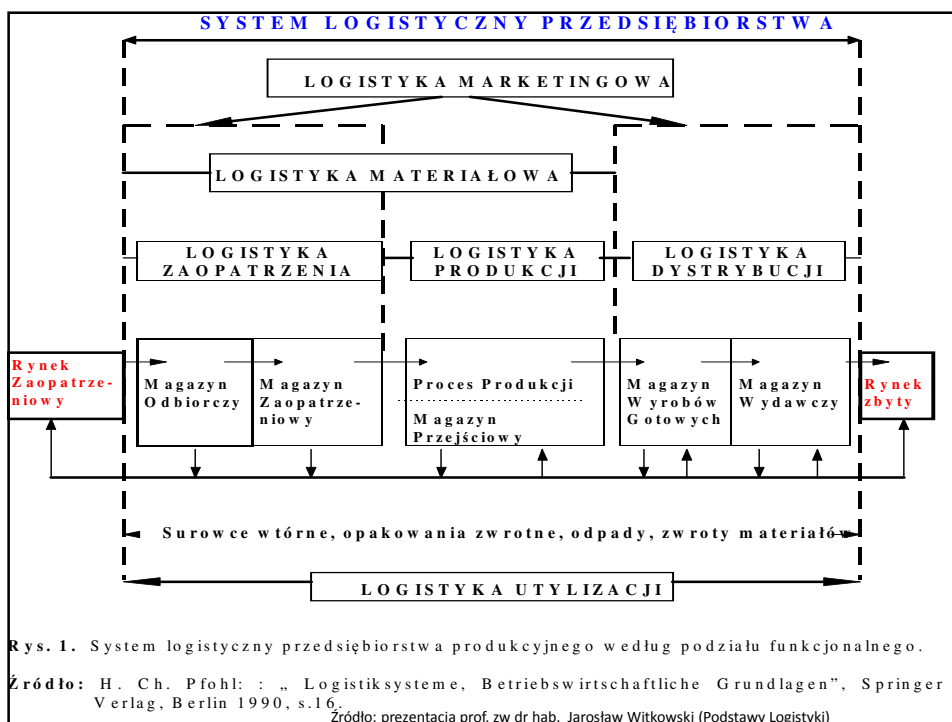 SYSTEM LOGISTYCZNY PRZEDSIĘBIORSTWA
LOGISTYKA MARKETINGOWA
LOGISTYKA MATERIAŁOWA
LOGISTYKA
ZAOPATRZENIA
LOGISTYKA
PRODUKCJI
LOGISTYKA
DYSTRYBUCJI
Rynek
Zaopatrze-
niowy
Magazyn
Odbiorczy
Magazyn
Zaopatrze-
niowy
Proces Produkcji
Magazyn
Przejściowy
Magazyn
Wyrobów
Gotowych
Magazyn
Wydawczy
Rynek
zbyty
Surowce wtórne, opakowania zwrotne, odpady, zwroty materiałów
LOGISTYKA UTYLIZACJI
Rys. 1. System logistyczny przedsiębiorstwa produkcyjnego według podziału funkcjonalnego.
Źródło: H. Ch. Pfohl: : „ Logistiksysteme, Betriebswirtschaftliche Grundlagen”, Springer
Verlag, Berlin 1990, s.16.
Źródło: prezentacja prof. zw dr hab. Jarosław Witkowski (Podstawy Logistyki)